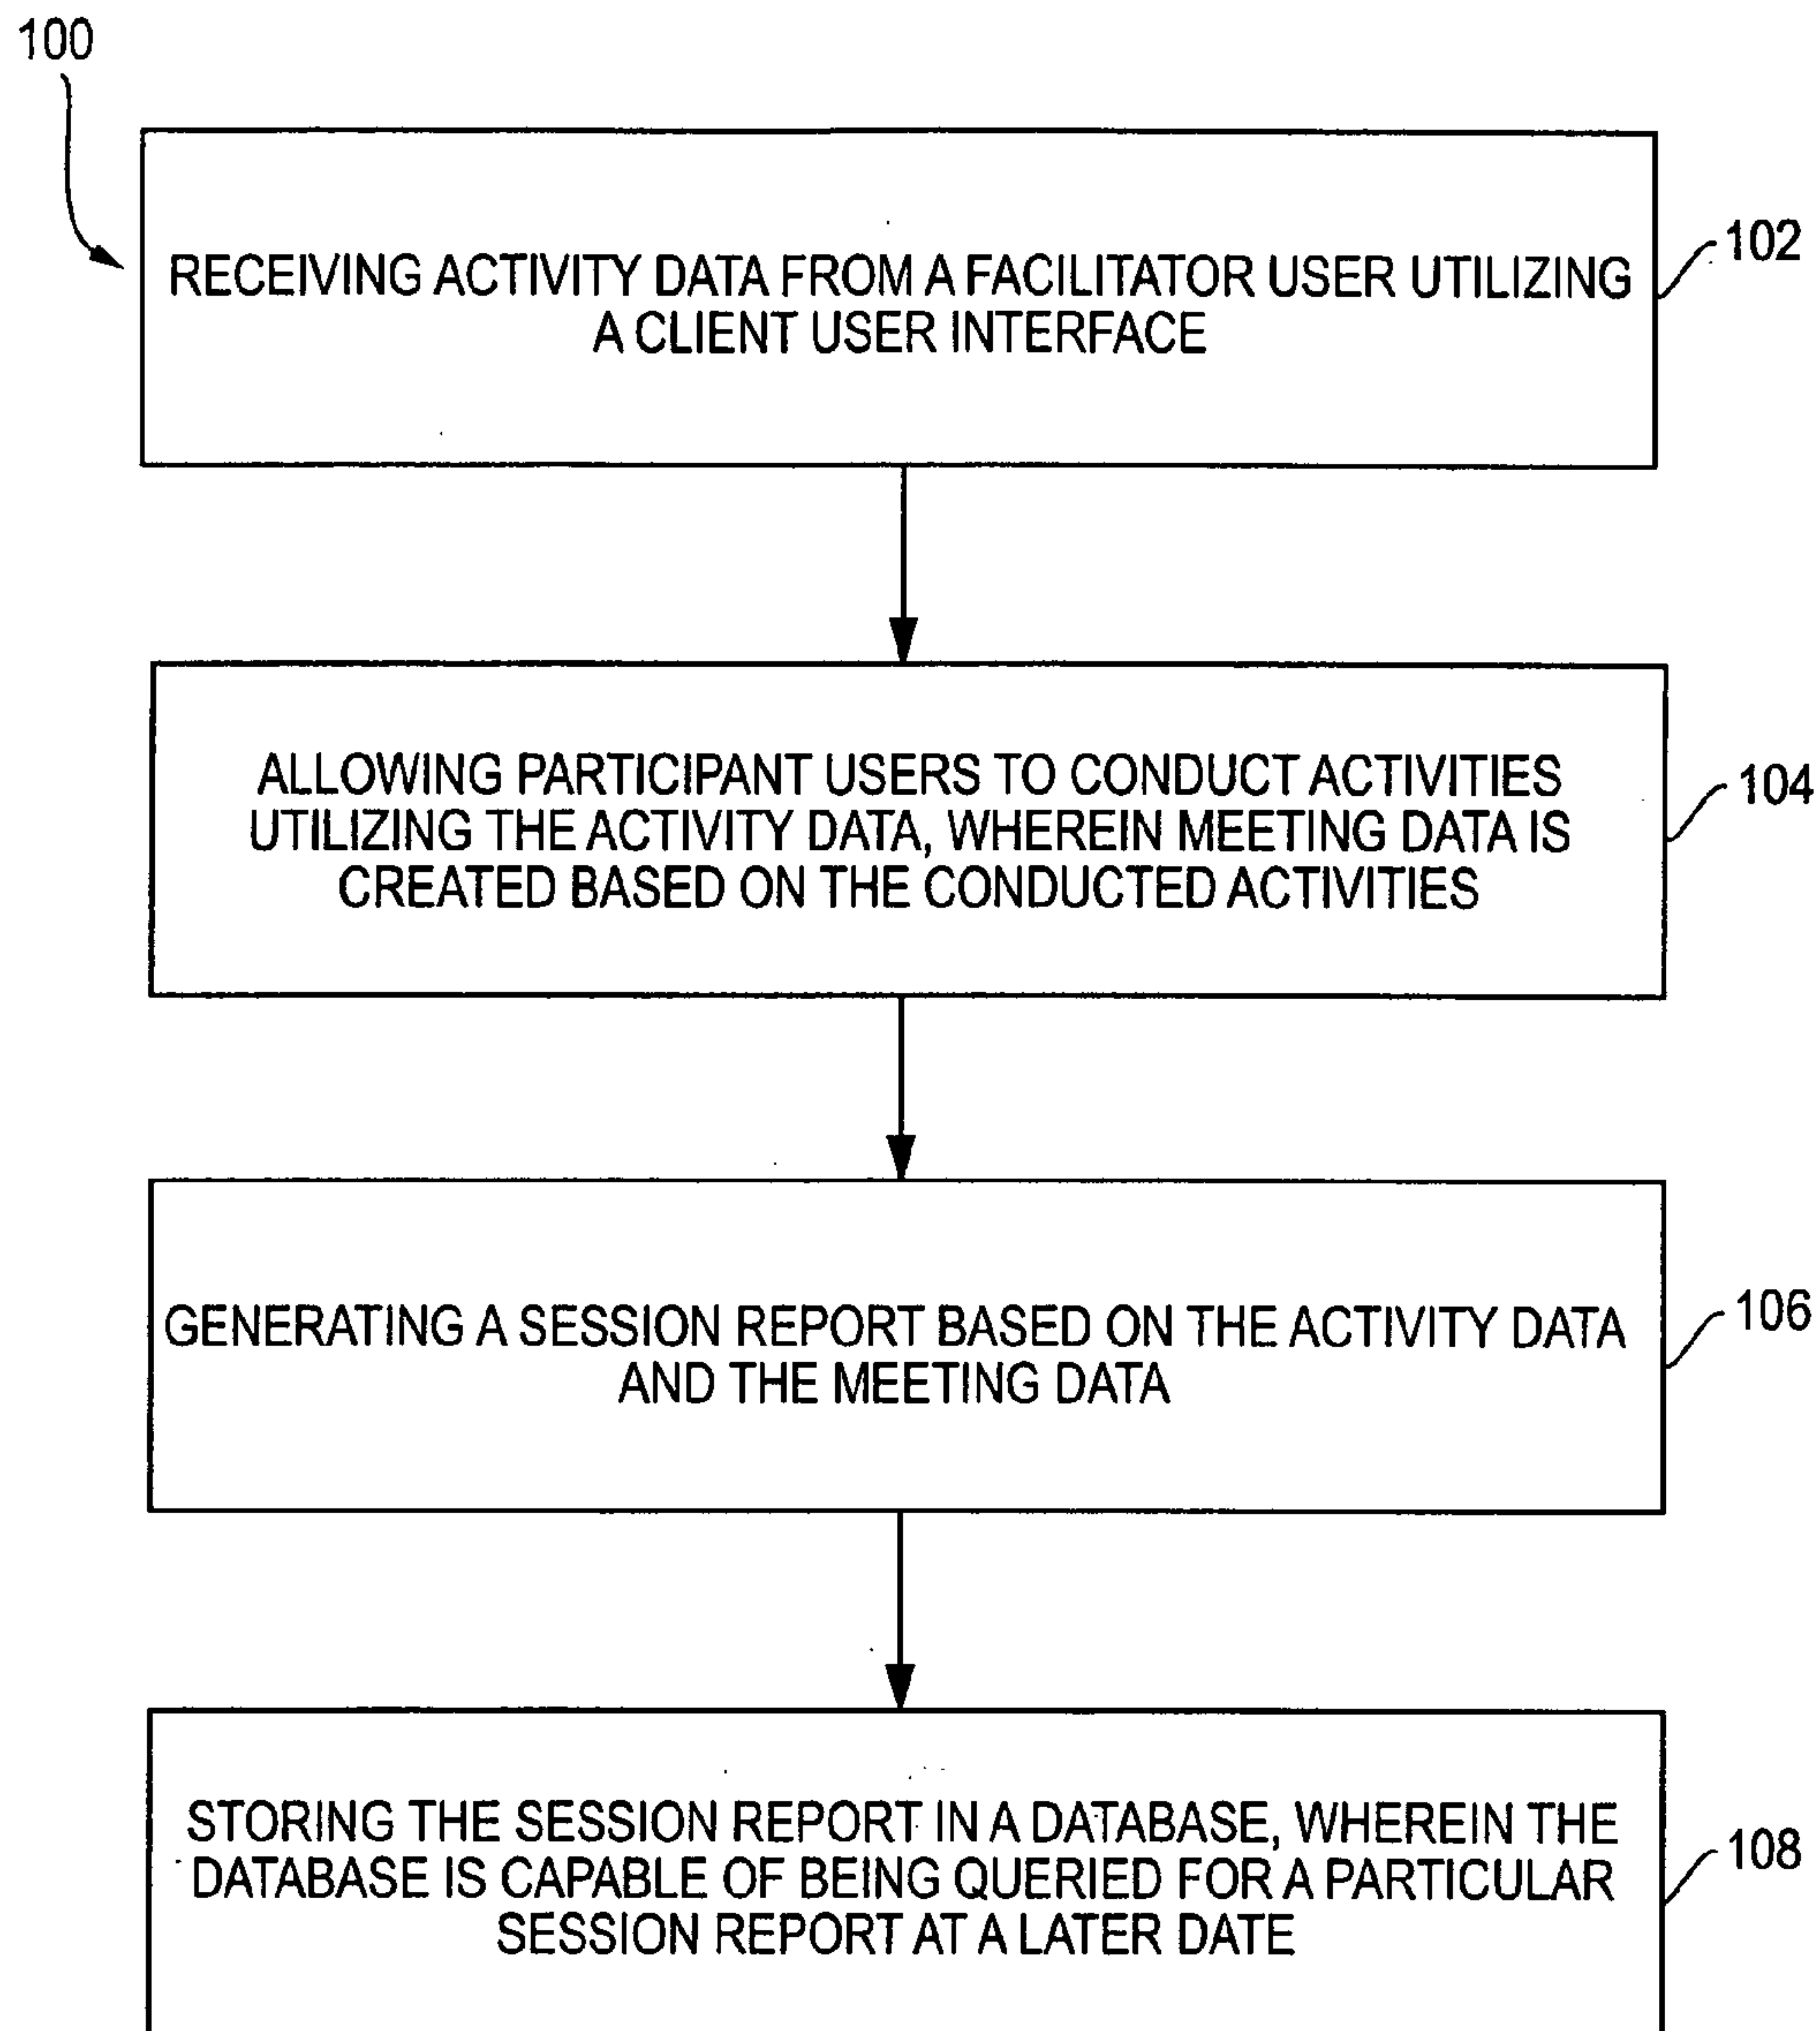 100
RECEIVING ACTIVITY DATA FROM A FACILITATOR USER UTILIZING
A CLIENT USER INTERFACE
102
ALLOWING PARTICIPANT USERS TO CONDUCT ACTIVITIES
UTILIZING THE ACTIVITY DATA, WHEREIN MEETING DATA IS
CREATED BASED ON THE CONDUCTED ACTIVITIES
104
GENERATING A SESSION REPORT BASED ON THE ACTIVITY DATA
AND THE MEETING DATA
106
STORING THE SESSION REPORT IN A DATABASE, WHEREIN THE
DATABASE IS CAPABLE OF BEING QUERIED FOR A PARTICULAR
SESSION REPORT AT A LATER DATE
108